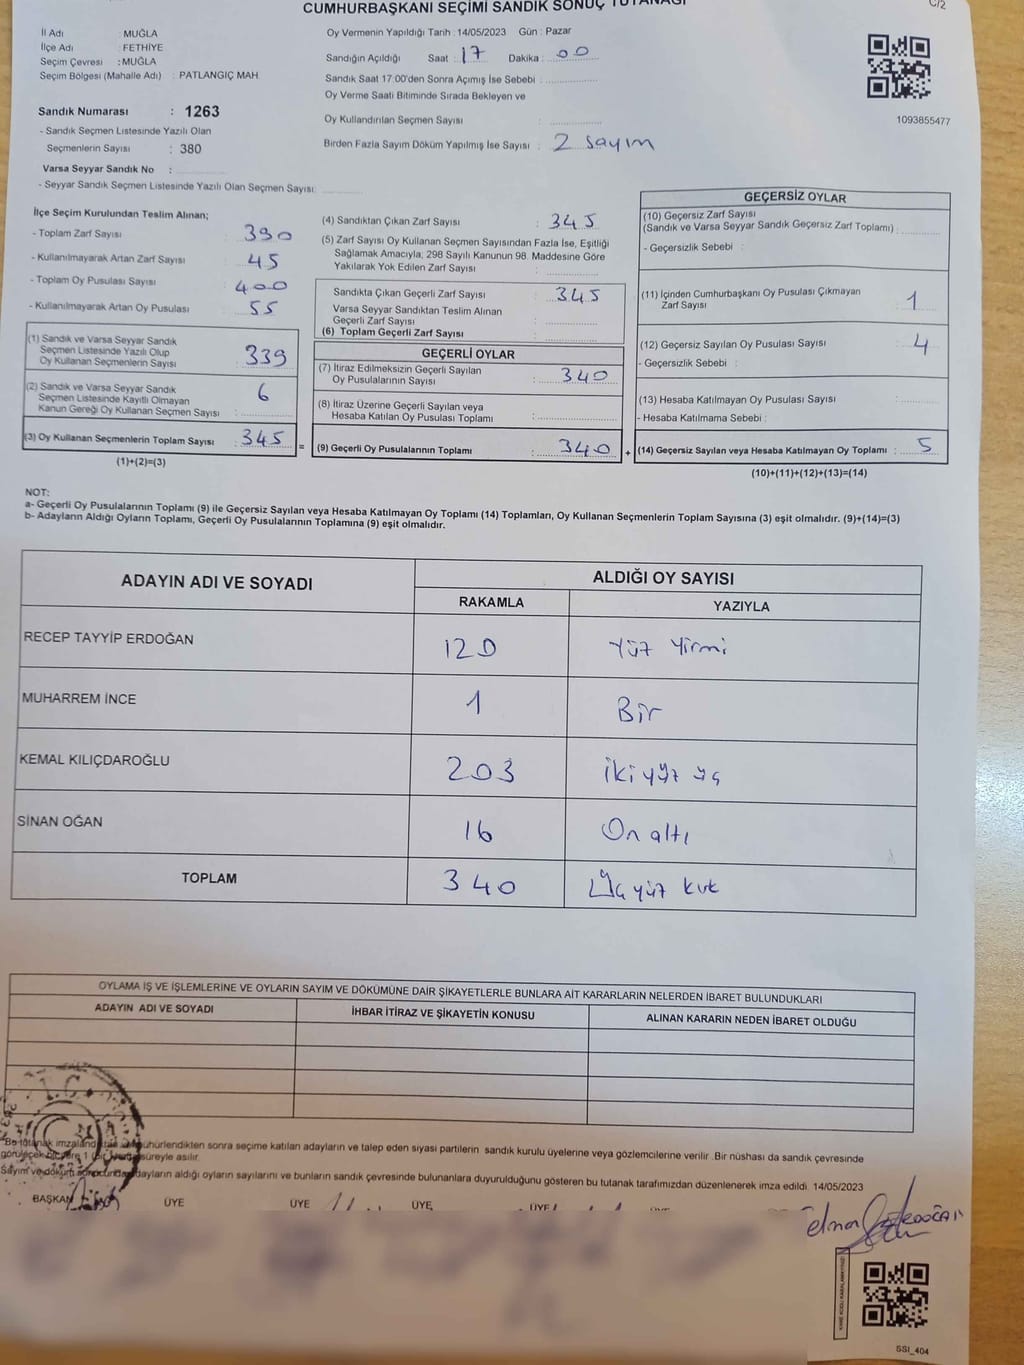 CUMHURBAŞKANI SEÇİMİ SANDIK SONUÇ TUTANAĞI
C/2
İl Adı : MUĞLA
İlçe Adı : FETHİYE
Seçim Çevresi : MUĞLA
Seçim Bölgesi (Mahalle Adı) : PATLANGIÇ MAH.
Sandık Numarası : 1263
- Sandık Seçmen Listesinde Yazılı Olan
Seçmenlerin Sayısı : 380
Varsa Seyyar Sandık No :
- Seyyar Sandık Seçmen Listesinde Yazılı Olan Seçmen Sayısı:
Oy Vermenin Yapıldığı Tarih : 14/05/2023 Gün : Pazar
Sandığın Açıldığı Saat : 17 Dakika : 00
Sandık Saat 17:00'den Sonra Açımış İse Sebebi :
Oy Verme Saati Bitiminde Sırada Bekleyen ve
Oy Kullandırılan Seçmen Sayısı :
Birden Fazla Sayım Döküm Yapılmış İse Sayısı : 2 sayım
1093855477
İlçe Seçim Kurulundan Teslim Alınan;
- Toplam Zarf Sayısı : 390
- Kullanılmayarak Artan Zarf Sayısı : 45
- Toplam Oy Pusulası Sayısı : 400
- Kullanılmayarak Artan Oy Pusulası : 55
(1) Sandık ve Varsa Seyyar Sandık
Seçmen Listesinde Yazılı Olup
Oy Kullanan Seçmenlerin Sayısı : 339
(2) Sandık ve Varsa Seyyar Sandık
Seçmen Listesinde Kayıtlı Olmayan
Kanun Gereği Oy Kullanan Seçmen Sayısı : 6
(3) Oy Kullanan Seçmenlerin Toplam Sayısı : 345 =
(1)+(2)=(3)
(4) Sandıktan Çıkan Zarf Sayısı : 345
(5) Zarf Sayısı Oy Kullanan Seçmen Sayısından Fazla İse, Eşitliği
Sağlamak Amacıyla; 298 Sayılı Kanunun 98. Maddesine Göre
Yakılarak Yok Edilen Zarf Sayısı :
Sandıkta Çıkan Geçerli Zarf Sayısı : 345
Varsa Seyyar Sandıktan Teslim Alınan
Geçerli Zarf Sayısı :
(6) Toplam Geçerli Zarf Sayısı :
GEÇERLİ OYLAR
(7) İtiraz Edilmeksizin Geçerli Sayılan
Oy Pusulalarının Sayısı : 340
(8) İtiraz Üzerine Geçerli Sayılan veya
Hesaba Katılan Oy Pusulası Toplamı :
(9) Geçerli Oy Pusulalarının Toplamı : 340 +
GEÇERSİZ OYLAR
(10) Geçersiz Zarf Sayısı
(Sandık ve Varsa Seyyar Sandık Geçersiz Zarf Toplamı) :
- Geçersizlik Sebebi :
(11) İçinden Cumhurbaşkanı Oy Pusulası Çıkmayan
Zarf Sayısı : 1
(12) Geçersiz Sayılan Oy Pusulası Sayısı : 4
- Geçersizlik Sebebi :
(13) Hesaba Katılmayan Oy Pusulası Sayısı :
- Hesaba Katılmama Sebebi :
(14) Geçersiz Sayılan veya Hesaba Katılmayan Oy Toplamı : 5
(10)+(11)+(12)+(13)=(14)
NOT:
a- Geçerli Oy Pusulalarının Toplamı (9) ile Geçersiz Sayılan veya Hesaba Katılmayan Oy Toplamı (14) Toplamları, Oy Kullanan Seçmenlerin Toplam Sayısına (3) eşit olmalıdır. (9)+(14)=(3)
b- Adayların Aldığı Oyların Toplamı, Geçerli Oy Pusulalarının Toplamına (9) eşit olmalıdır.
ADAYIN ADI VE SOYADI ALDIĞI OY SAYISI
RAKAMLA YAZIYLA
RECEP TAYYİP ERDOĞAN 120 Yüz Yirmi
MUHARREM İNCE 1 Bir
KEMAL KILIÇDAROĞLU 203 İki yüz üç
SİNAN OĞAN 16 On altı
TOPLAM 340 Üç yüz kırk
OYLAMA İŞ VE İŞLEMLERİNE VE OYLARIN SAYIM VE DÖKÜMÜNE DAİR ŞİKAYETLERLE BUNLARA AİT KARARLARIN NELERDEN İBARET BULUNDUKLARI
ADAYIN ADI VE SOYADI İHBAR İTİRAZ VE ŞİKAYETİN KONUSU ALINAN KARARIN NEDEN İBARET OLDUĞU
T.C.
"Bu tutanak imzalandıktan ve mühürlendikten sonra seçime katılan adayların ve talep eden siyasi partilerin sandık kurulu üyelerine veya gözlemcilerine verilir. Bir nüshası da sandık çevresinde
görülecek bir yere 1 (bir) süreyle asılır.
Sayım ve döküm sonucunda adayların aldığı oyların sayılarını ve bunların sandık çevresinde bulunanlara duyurulduğunu gösteren bu tutanak tarafımızdan düzenlenerek imza edildi. 14/05/2023
BAŞKAN ÜYE ÜYE ÜYE ÜYE
SSI_404